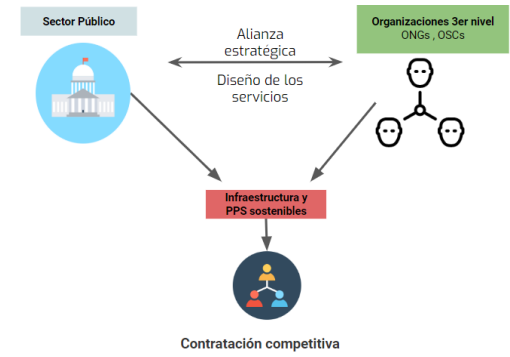 Sector Público
Organizaciones 3er nivel
ONGs , OSCs
Alianza
estratégica
Diseño de los
servicios
Infraestructura y
PPS sostenibles
Contratación competitiva